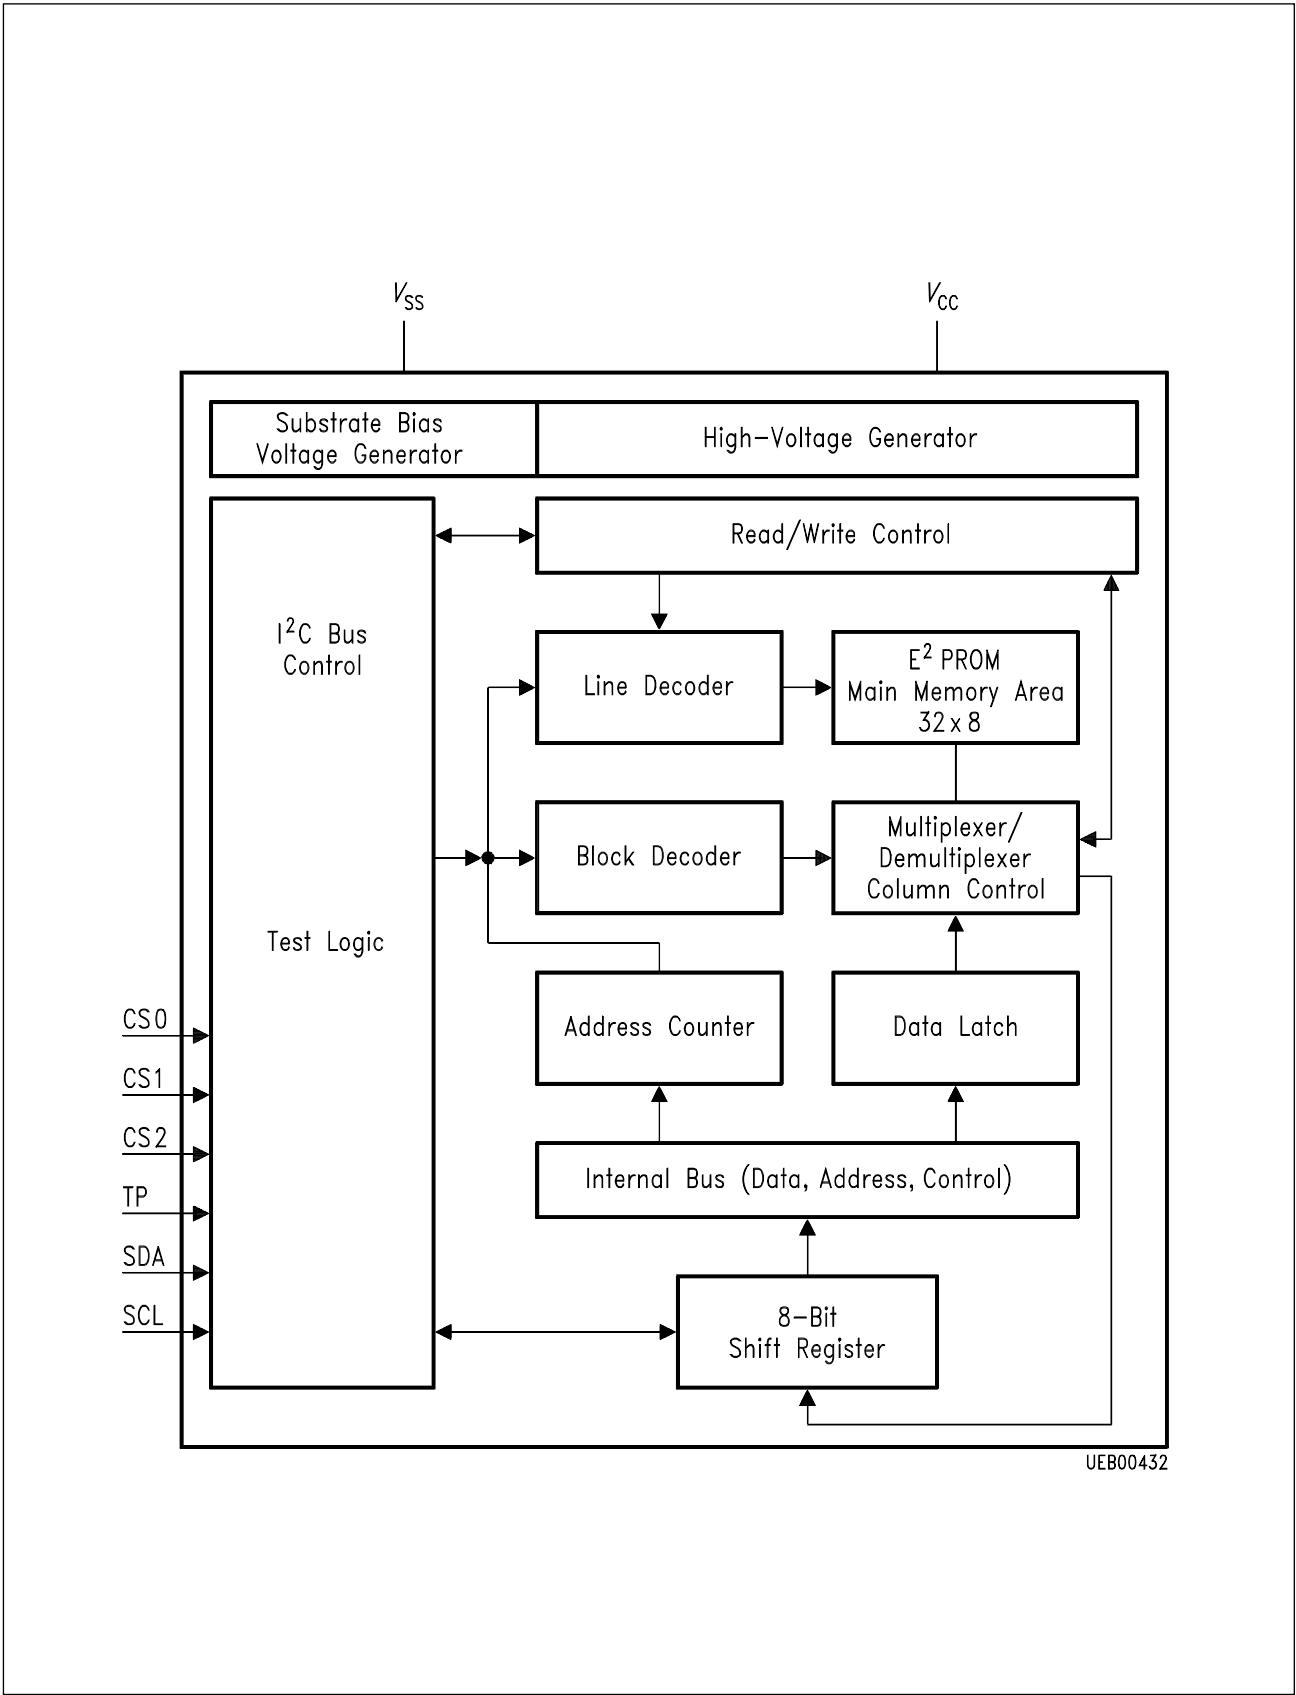 VSS
VCC
Substrate Bias
Voltage Generator
High-Voltage Generator
Read/Write Control
I²C Bus
Control
Line Decoder
E² PROM
Main Memory Area
32x8
Block Decoder
Multiplexer/
Demultiplexer
Column Control
Test Logic
Address Counter
Data Latch
CS0
CS1
CS2
TP
SDA
SCL
Internal Bus (Data, Address, Control)
8-Bit
Shift Register
UEB00432